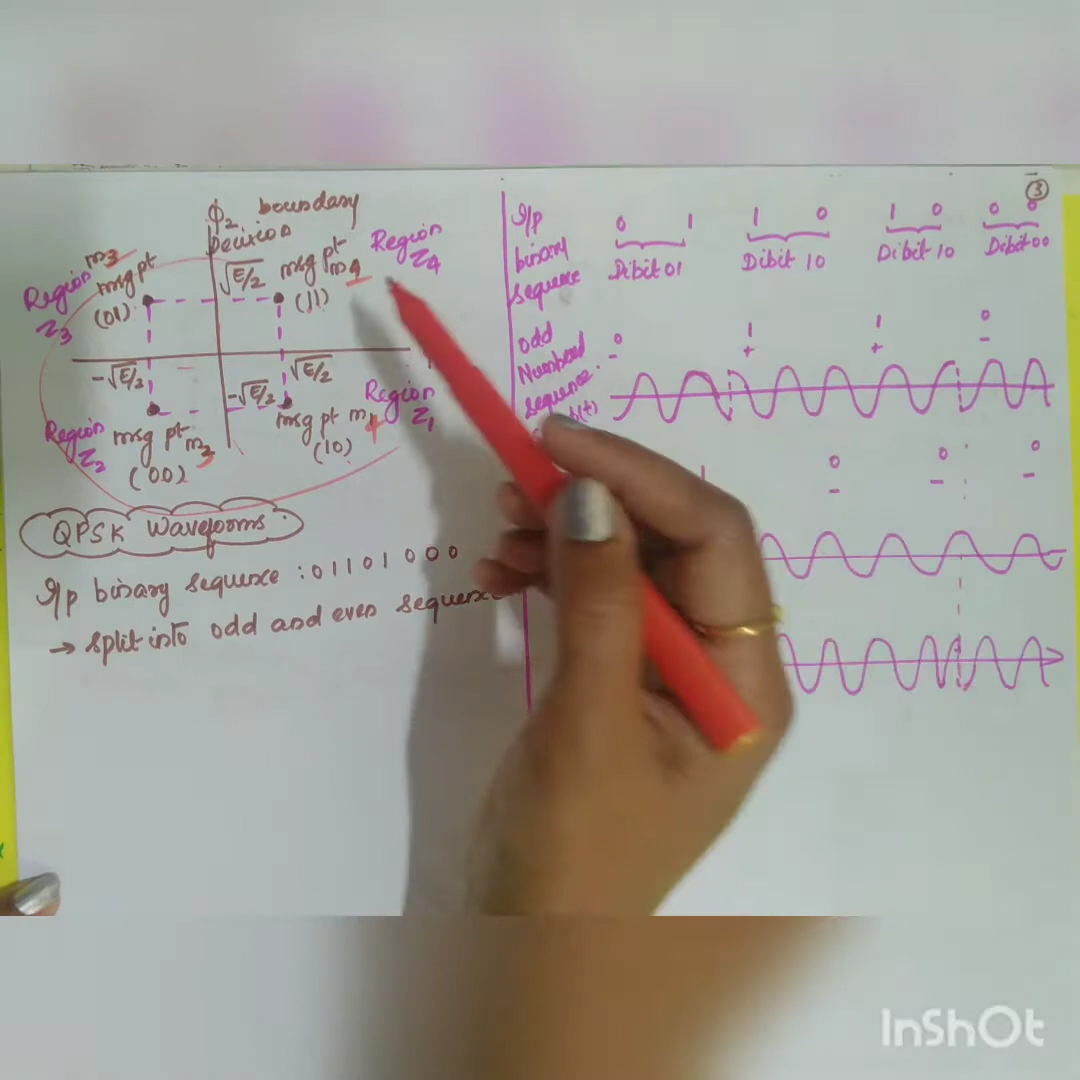 Φ₂ boundary
Decision
Region
Z₃
m3
msg pt
(01)
√E/2
msg pt
m4
(11)
Region
Z4
-√E/2
√E/2
-√E/2
Region
Z₂
msg pt m2
(00)
msg pt m1
(10)
Region
Z₁
QPSK Waveforms
I/p binary sequence : 01101000
→ split into odd and even sequence
3
I/p
binary
sequence
0 1 1 0 1 0 0 0
Dibit 01 Dibit 10 Dibit 10 Dibit 00
odd
Numbered
sequence
0 1 1 0
- + + -
1 0 0 0
- - -
InShOt